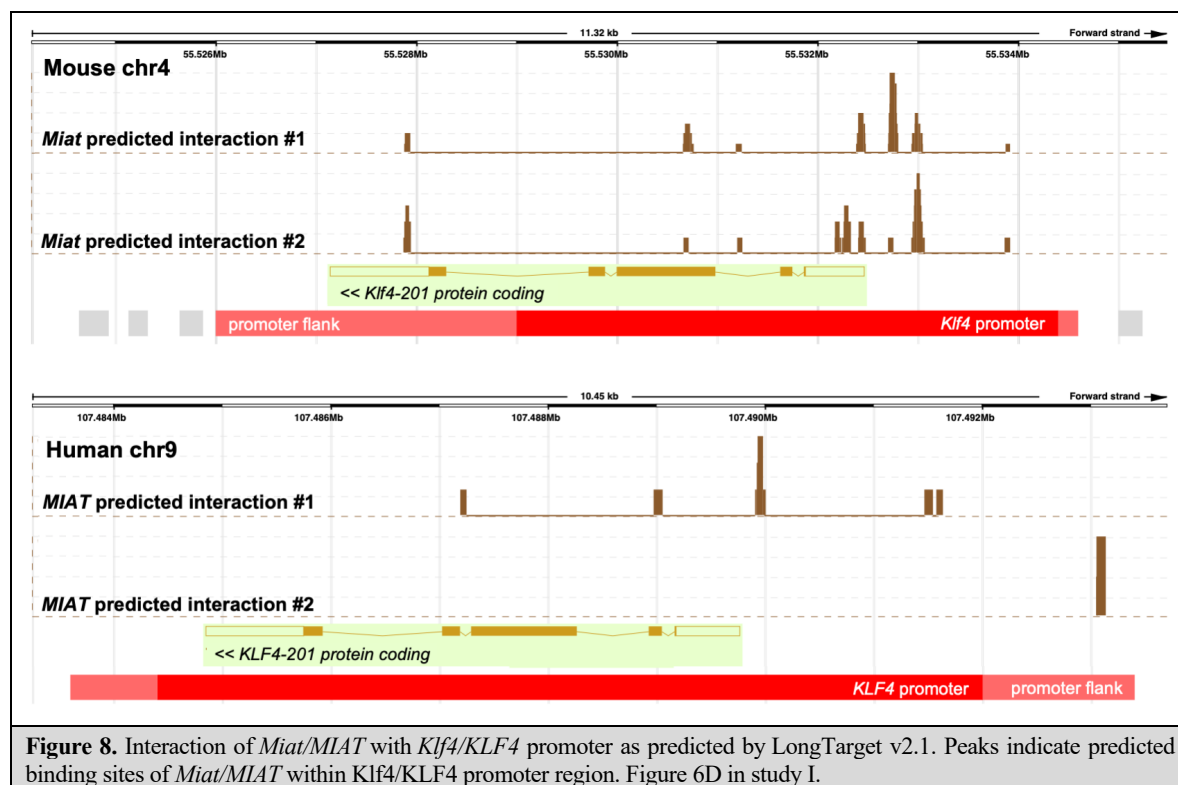 11.32 kb Forward strand
55.526Mb 55.528Mb 55.530Mb 55.532Mb 55.534Mb
Mouse chr4
Miat predicted interaction #1
Miat predicted interaction #2
<< Klf4-201 protein coding
promoter flank Klf4 promoter
10.45 kb Forward strand
107.484Mb 107.486Mb 107.488Mb 107.490Mb 107.492Mb
Human chr9
MIAT predicted interaction #1
MIAT predicted interaction #2
<< KLF4-201 protein coding
KLF4 promoter promoter flank
Figure 8. Interaction of Miat/MIAT with Klf4/KLF4 promoter as predicted by LongTarget v2.1. Peaks indicate predicted
binding sites of Miat/MIAT within Klf4/KLF4 promoter region. Figure 6D in study I.